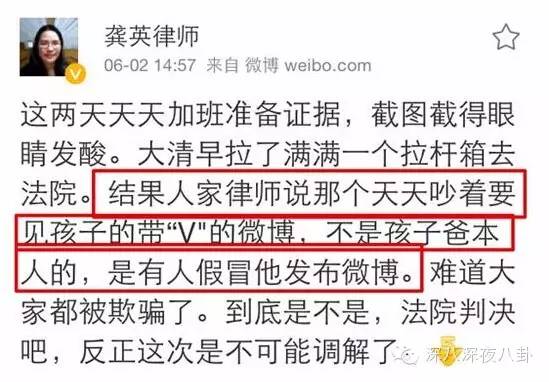 龚英律师
06-02 14:57 来自 微博 weibo.com
这两天天天加班准备证据，截图截得眼
睛发酸。大清早拉了满满一个拉杆箱去
法院。结果人家律师说那个天天吵着要
见孩子的带“V"的微博，不是孩子爸本
人的，是有人假冒他发布微博。难道大
家都被欺骗了。到底是不是，法院判决
吧，反正这次是不可能调解了
深八深夜八卦